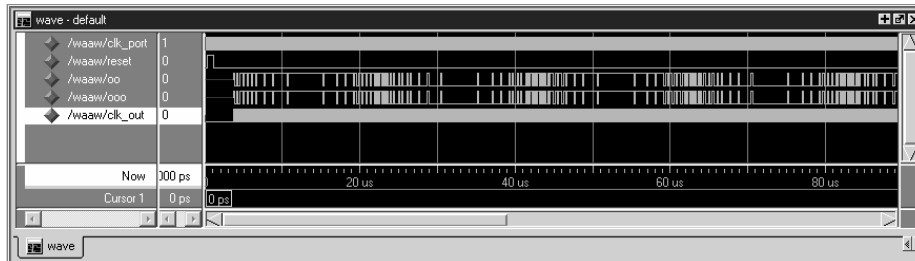 wave - default
/waaw/clk_port 1
/waaw/reset 0
/waaw/oo 0
/waaw/ooo 0
/waaw/clk_out 0
Now 000 ps
20 us 40 us 60 us 80 us
Cursor 1 0 ps 0 ps
wave